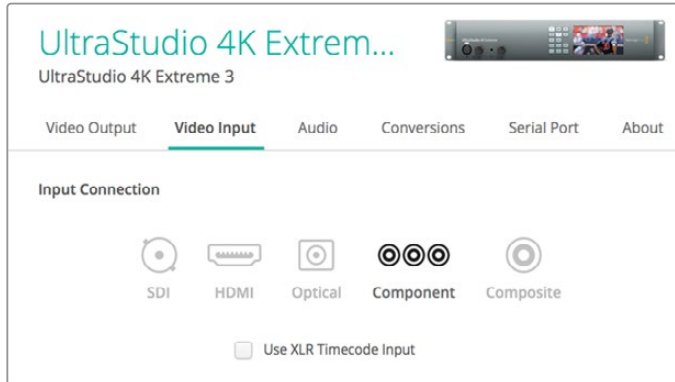 UltraStudio 4K Extrem...
UltraStudio 4K Extreme 3
Video Output Video Input Audio Conversions Serial Port About
Input Connection
SDI HDMI Optical Component Composite
Use XLR Timecode Input